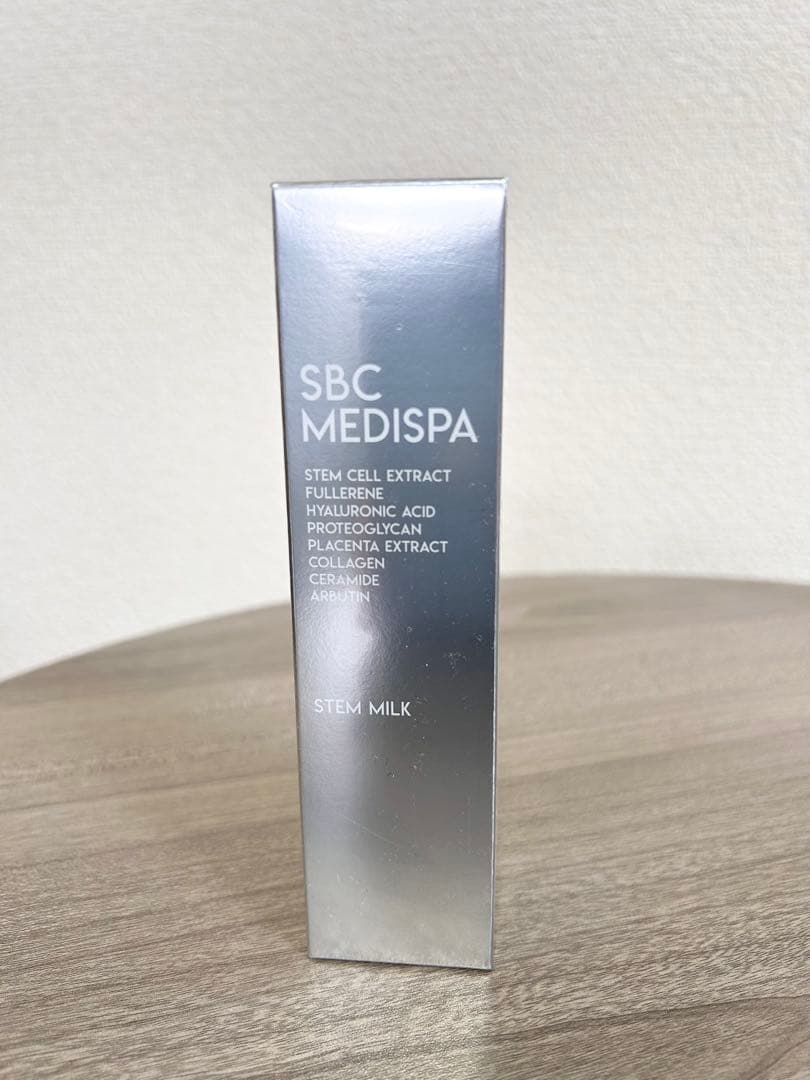 SBC
MEDISPA
STEM CELL EXTRACT
FULLERENE
HYALURONIC ACID
PROTEOGLYCAN
PLACENTA EXTRACT
COLLAGEN
CERAMIDE
ARBUTIN
STEM MILK